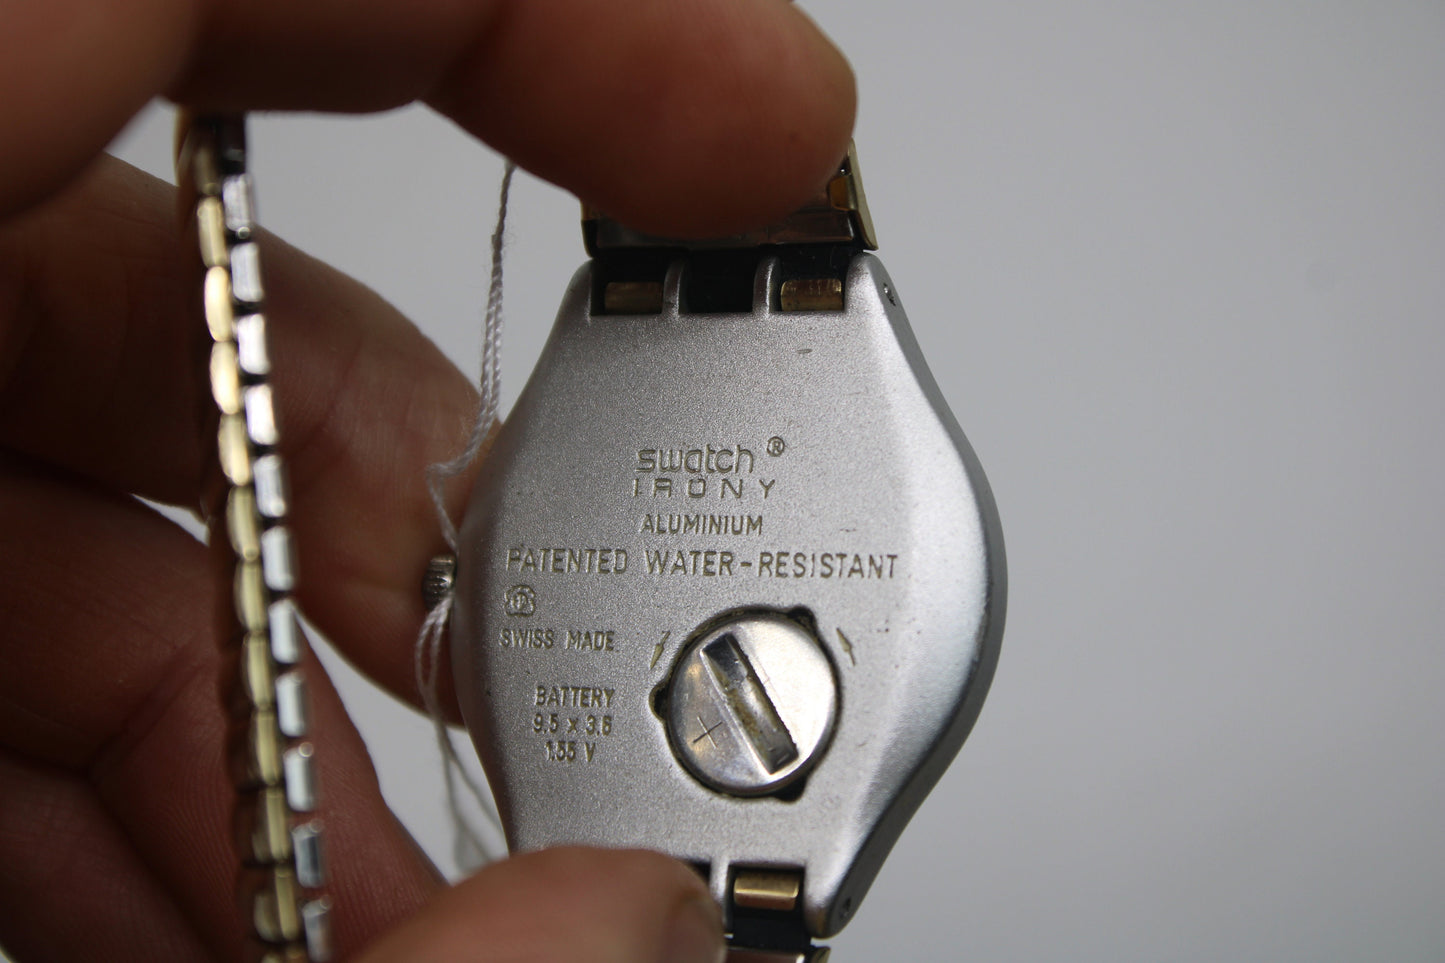 swatch®
IRONY
ALUMINIUM
PATENTED WATER-RESISTANT
SWISS MADE
BATTERY
9.5 x 3.6
1.55 V
+